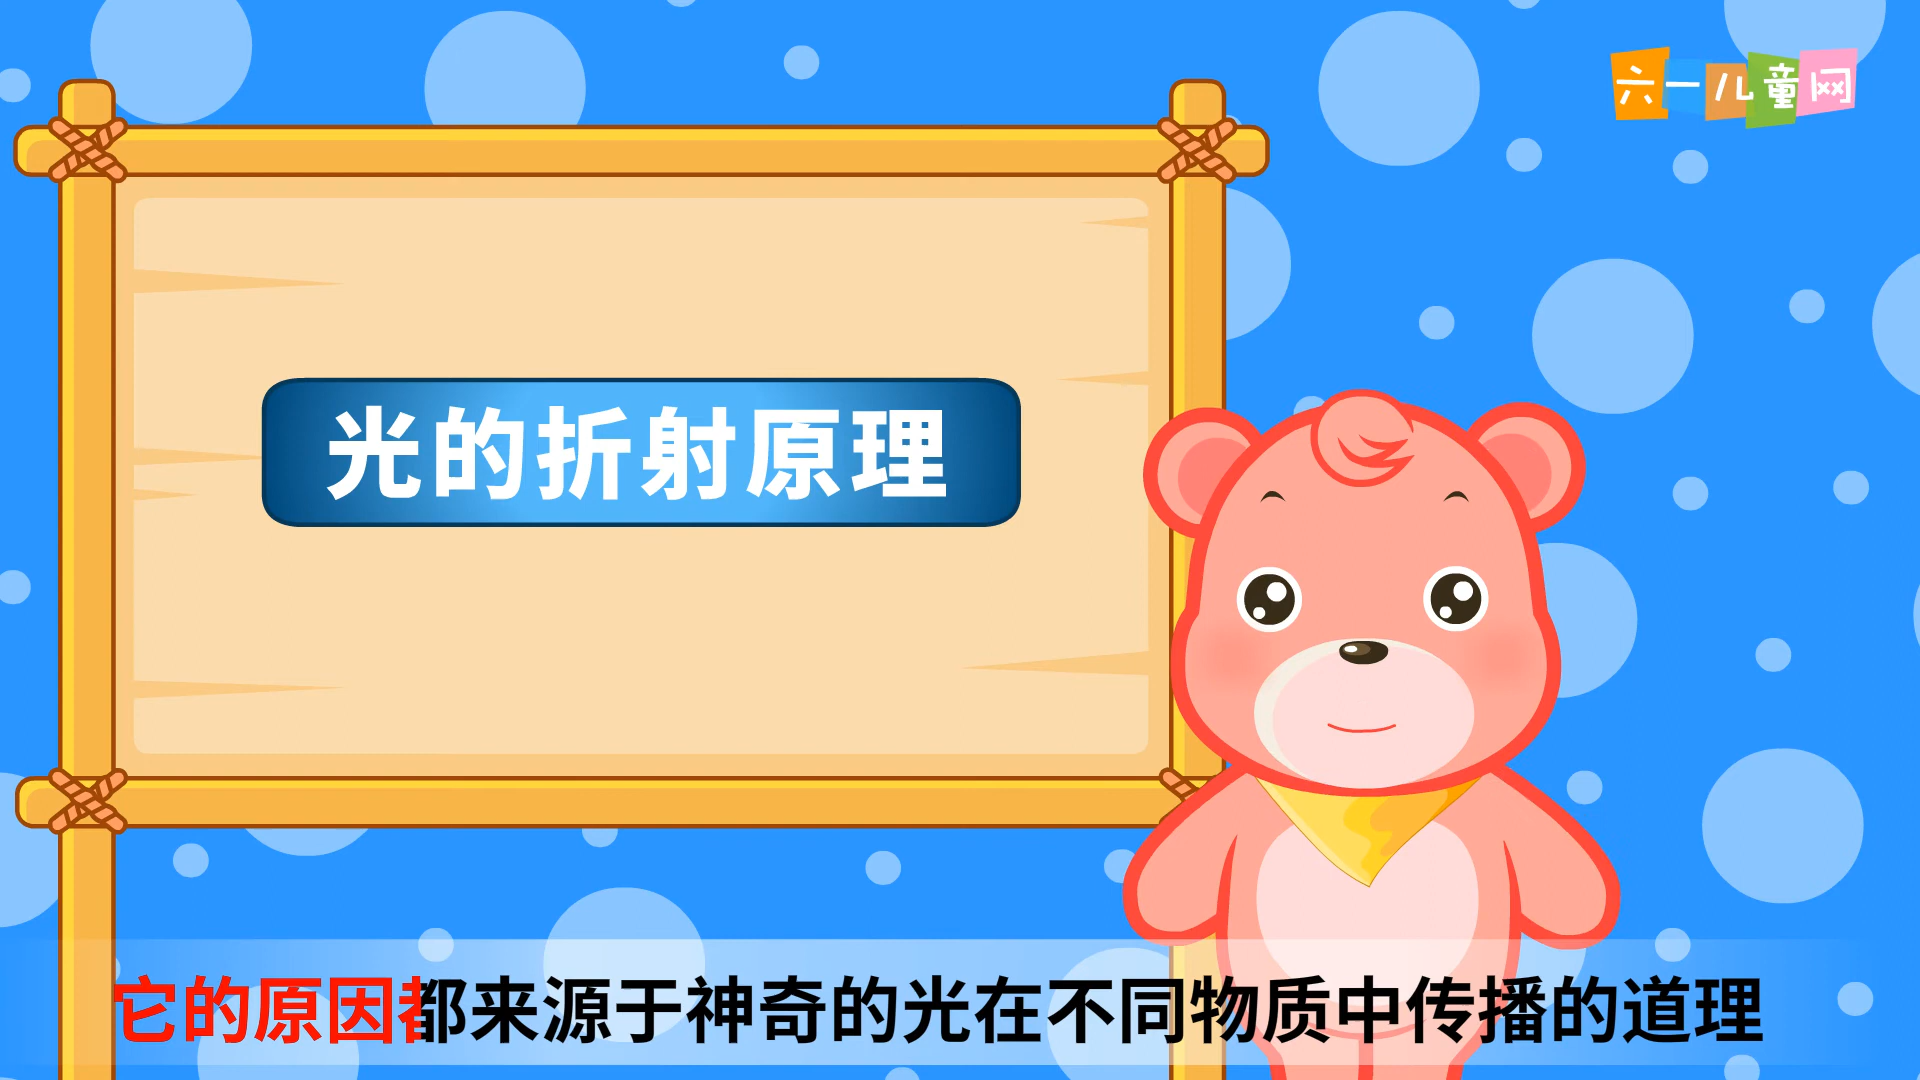 六一儿童网
光的折射原理
它的原因都来源于神奇的光在不同物质中传播的道理